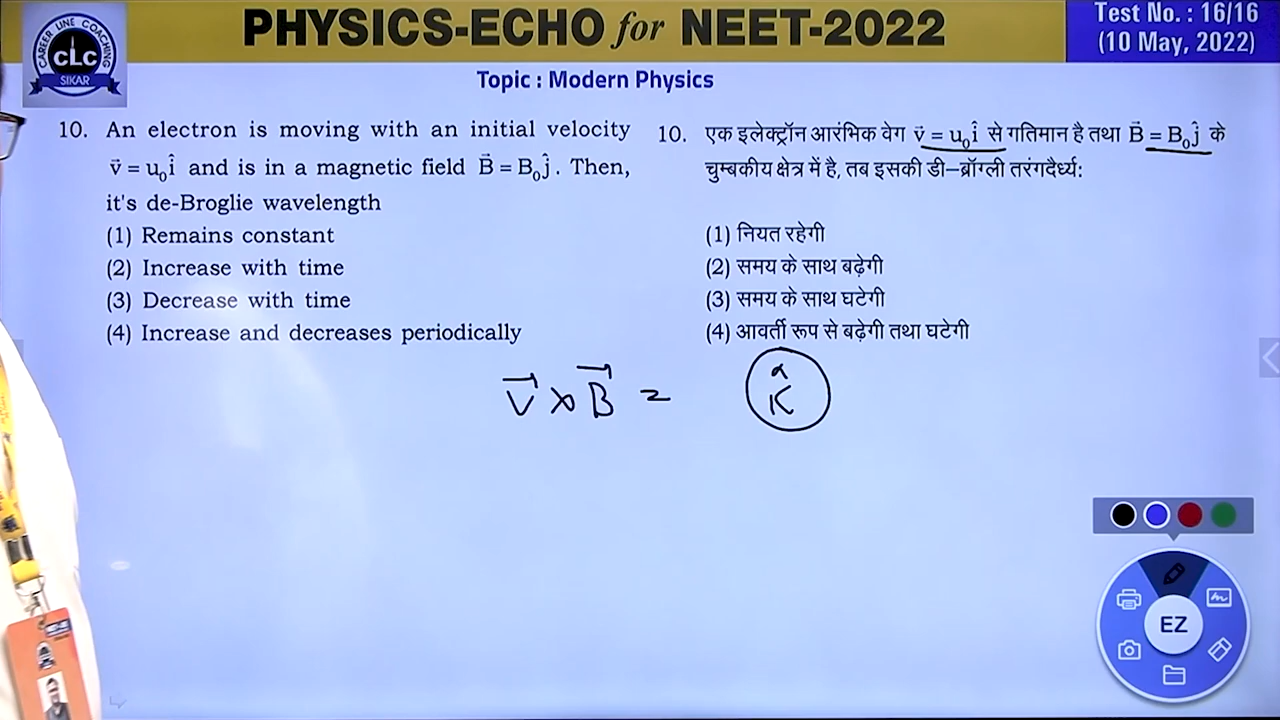 CAREER LINE COACHING
CLC
SIKAR
PHYSICS-ECHO for NEET-2022
Test No. : 16/16
(10 May, 2022)
Topic : Modern Physics
10. An electron is moving with an initial velocity
v⃗ = u₀î and is in a magnetic field B⃗ = B₀ĵ. Then,
it's de-Broglie wavelength
(1) Remains constant
(2) Increase with time
(3) Decrease with time
(4) Increase and decreases periodically
10. एक इलेक्ट्रॉन आरंभिक वेग v⃗ = u₀î से गतिमान है तथा B⃗ = B₀ĵ के
चुम्बकीय क्षेत्र में है, तब इसकी डी–ब्रॉग्ली तरंगदैर्ध्य:
(1) नियत रहेगी
(2) समय के साथ बढ़ेगी
(3) समय के साथ घटेगी
(4) आवर्ती रूप से बढ़ेगी तथा घटेगी
V⃗ × B⃗ = K̂
EZ